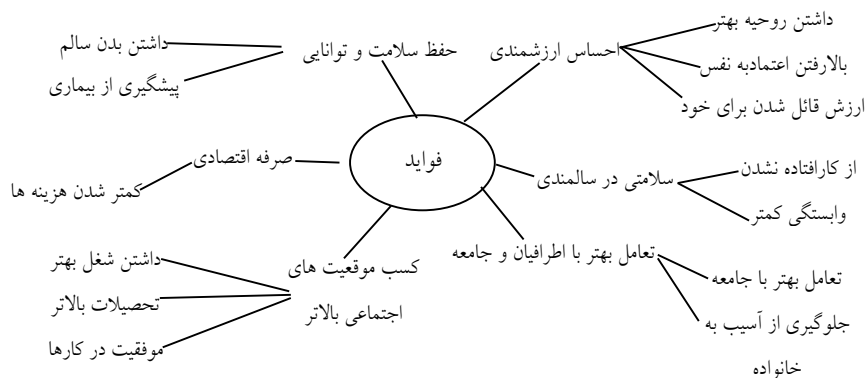 فواید
احساس ارزشمندی
داشتن روحیه بهتر
بالارفتن اعتمادبه نفس
ارزش قائل شدن برای خود
حفظ سلامت و توانایی
داشتن بدن سالم
پیشگیری از بیماری
صرفه اقتصادی
کمتر شدن هزینه ها
سلامتی در سالمندی
از کارافتاده نشدن
وابستگی کمتر
تعامل بهتر با اطرافیان و جامعه
تعامل بهتر با جامعه
جلوگیری از آسیب به
خانواده
کسب موقعیت های
اجتماعی بالاتر
داشتن شغل بهتر
تحصیلات بالاتر
موفقیت در کارها